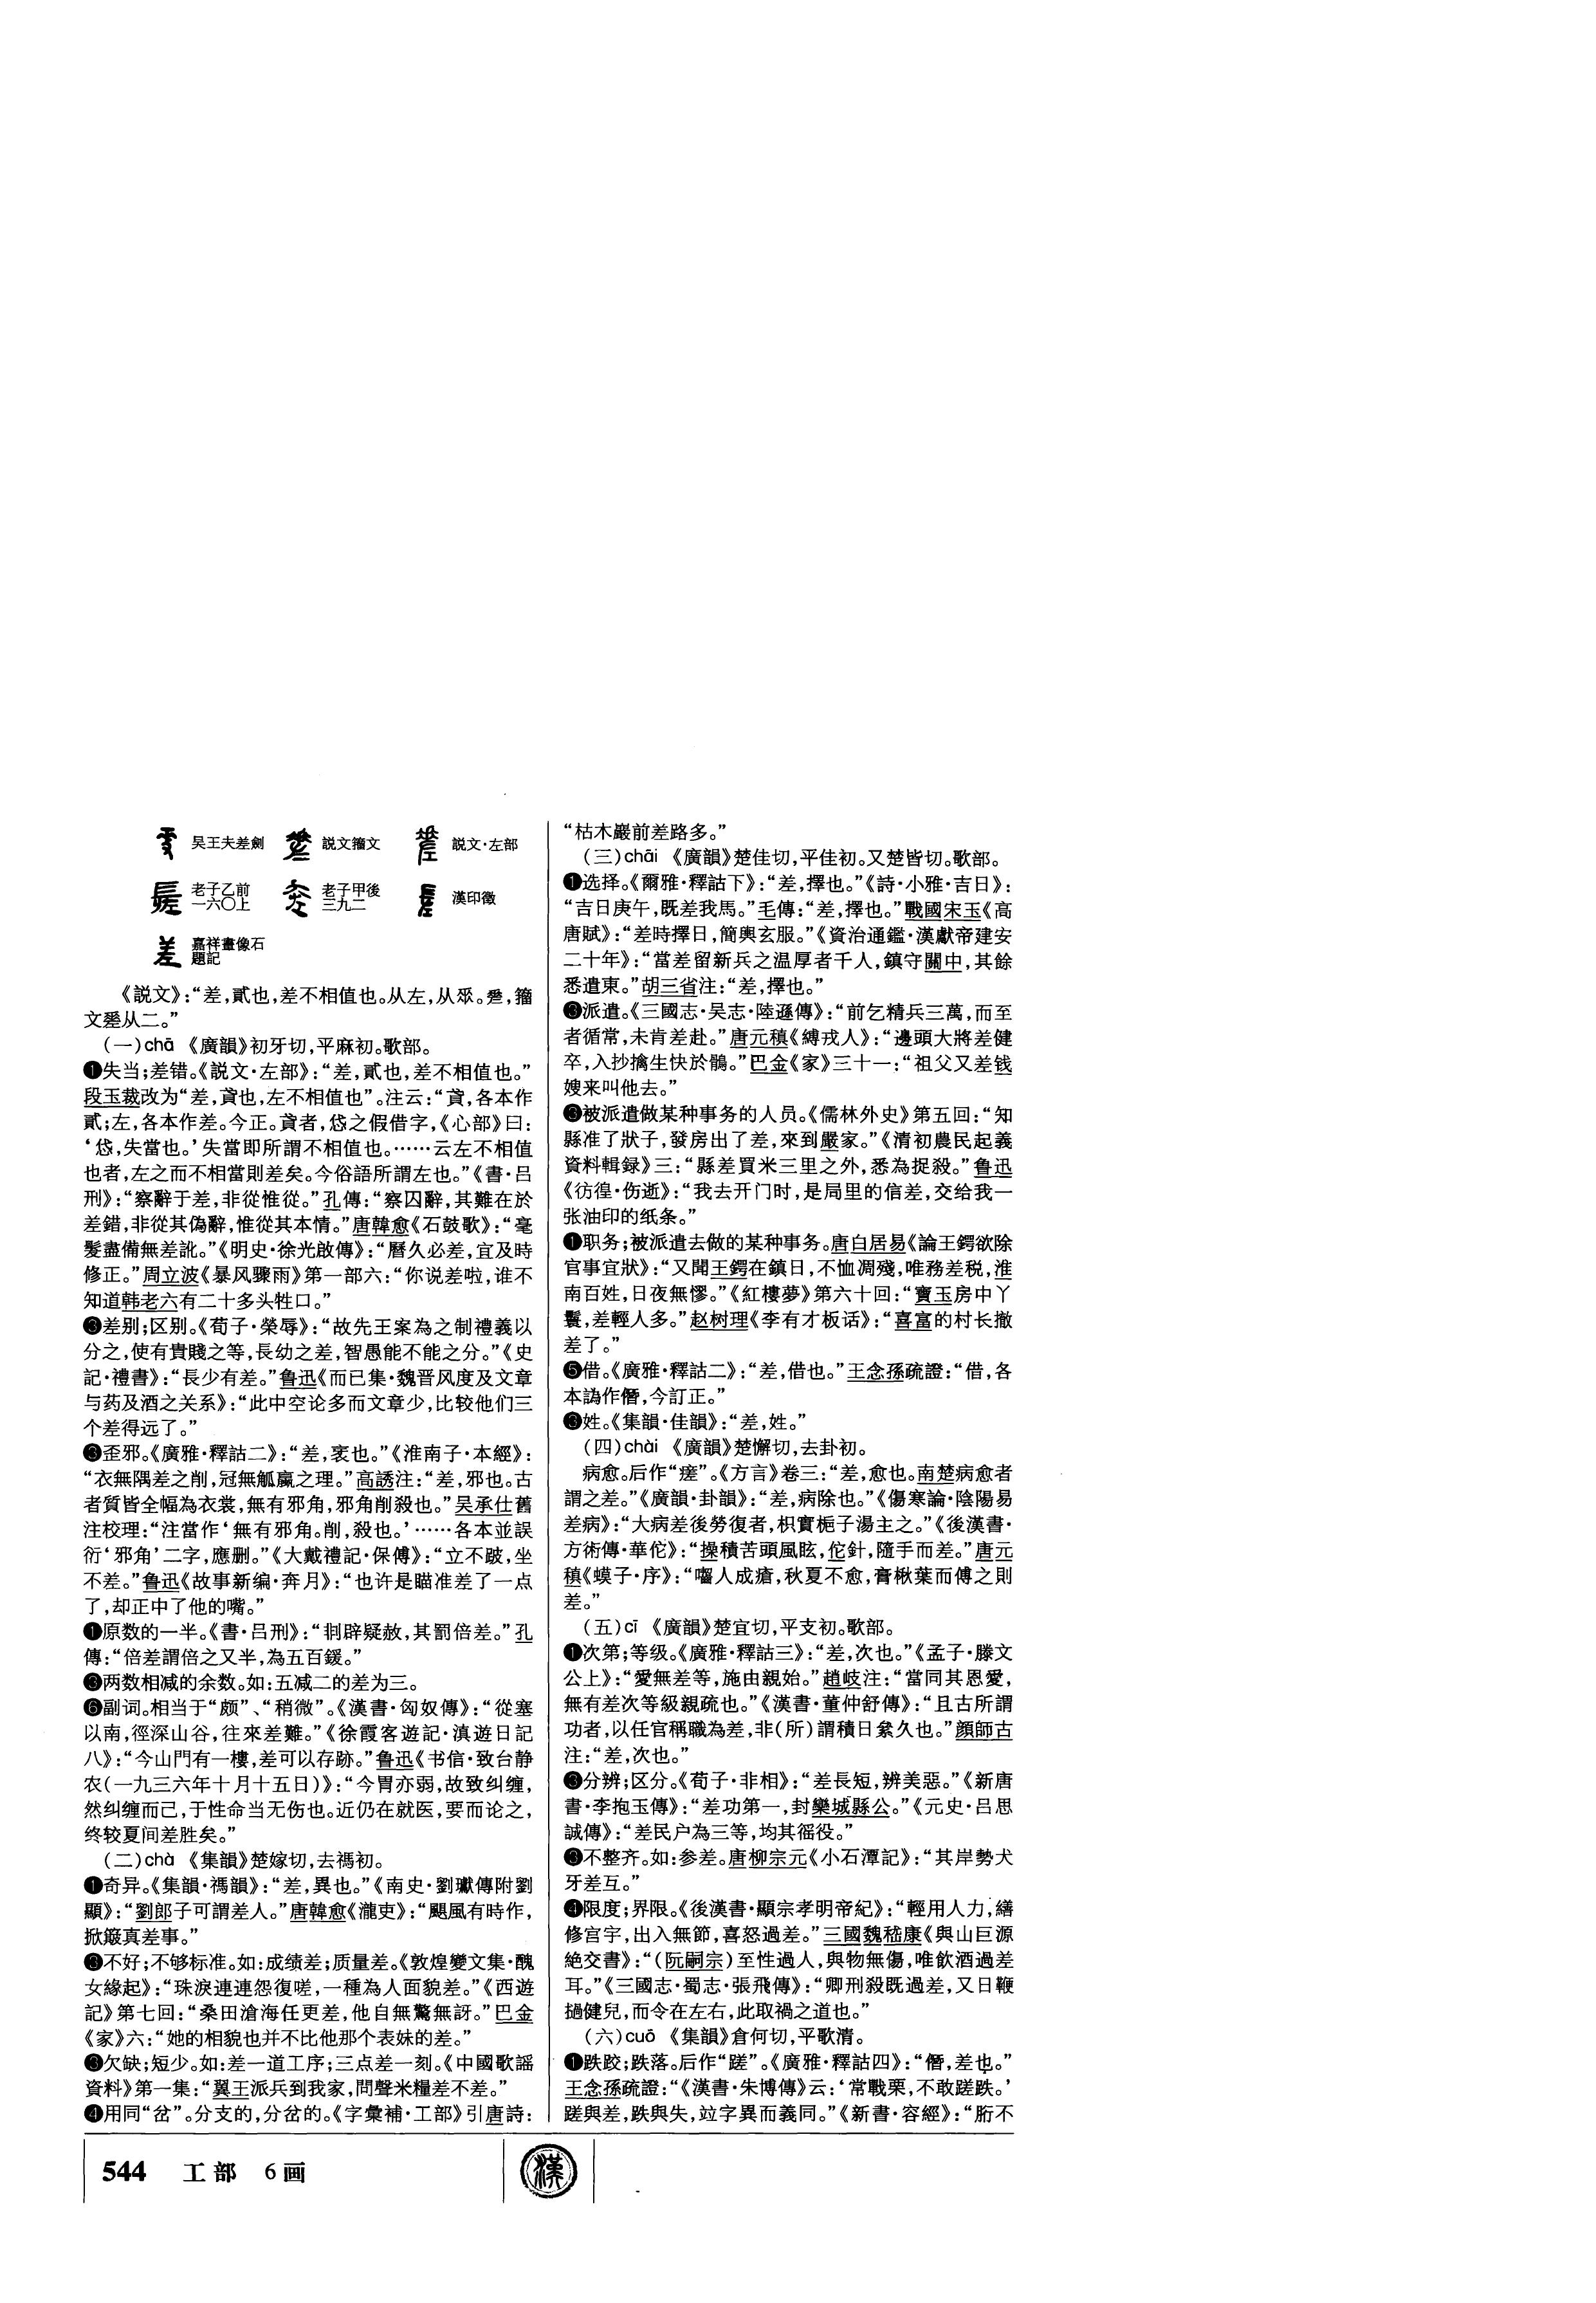 吴王夫差劍 説文籀文 説文·左部
老子乙前一六〇上 老子甲後三九二 漢印徵
嘉祥畫像石題記
《説文》：“差，貳也，差不相值也。从左，从𠂹。𢀩，籀
文𢀩从二。”
(一)chā 《廣韻》初牙切，平麻初。歌部。
❶失当；差错。《説文·左部》：“差，貳也，差不相值也。”
段玉裁改为“差，貣也，左不相值也”。注云：“貣，各本作
貳；左，各本作差。今正。貣者，忒之假借字，《心部》曰：
‘忒，失當也。’失當即所謂不相值也。……云左不相值
也者，左之而不相當則差矣。今俗語所謂左也。”《書·吕
刑》：“察辭于差，非從惟從。”孔傳：“察囚辭，其難在於
差錯，非從其偽辭，惟從其本情。”唐韓愈《石鼓歌》：“毫
髮盡備無差訛。”《明史·徐光啟傳》：“曆久必差，宜及時
修正。”周立波《暴风骤雨》第一部六：“你说差啦，谁不
知道韩老六有二十多头牲口。”
❸差别；区别。《荀子·榮辱》：“故先王案為之制禮義以
分之，使有貴賤之等，長幼之差，智愚能不能之分。”《史
記·禮書》：“長少有差。”鲁迅《而已集·魏晋风度及文章
与药及酒之关系》：“此中空论多而文章少，比较他们三
个差得远了。”
❸歪邪。《廣雅·釋詁二》：“差，衺也。”《淮南子·本經》：
“衣無隅差之削，冠無觚蠃之理。”高誘注：“差，邪也。古
者質皆全幅為衣裳，無有邪角，邪角削殺也。”吴承仕舊
注校理：“注當作‘無有邪角。削，殺也。’……各本並誤
衍‘邪角’二字，應删。”《大戴禮記·保傅》：“立不跛，坐
不差。”鲁迅《故事新编·奔月》：“也许是瞄准差了一点
了，却正中了他的嘴。”
❶原数的一半。《書·吕刑》：“剕辟疑赦，其罰倍差。”孔
傳：“倍差謂倍之又半，為五百鍰。”
❸两数相减的余数。如：五减二的差为三。
❻副词。相当于“颇”、“稍微”。《漢書·匈奴傳》：“從塞
以南，徑深山谷，往來差難。”《徐霞客遊記·滇遊日記
八》：“今山門有一樓，差可以存跡。”鲁迅《书信·致台静
农(一九三六年十月十五日)》：“今胃亦弱，故致纠缠，
然纠缠而已，于性命当无伤也。近仍在就医，要而论之，
终较夏间差胜矣。”
(二)chà 《集韻》楚嫁切，去禡初。
❶奇异。《集韻·禡韻》：“差，異也。”《南史·劉瓛傳附劉
顯》：“劉郎子可謂差人。”唐韓愈《瀧吏》：“颶風有時作，
掀簸真差事。”
❸不好；不够标准。如：成绩差；质量差。《敦煌變文集·醜
女緣起》：“珠淚連連怨復嗟，一種為人面貌差。”《西遊
記》第七回：“桑田滄海任更差，他自無驚無訝。”巴金
《家》六：“她的相貌也并不比他那个表妹的差。”
❸欠缺；短少。如：差一道工序；三点差一刻。《中國歌謡
資料》第一集：“翼王派兵到我家，問聲米糧差不差。”
❹用同“岔”。分支的，分岔的。《字彙補·工部》引唐詩：
“枯木巖前差路多。”
(三)chāi 《廣韻》楚佳切，平佳初。又楚皆切。歌部。
❶选择。《爾雅·釋詁下》：“差，擇也。”《詩·小雅·吉日》：
“吉日庚午，既差我馬。”毛傳：“差，擇也。”戰國宋玉《高
唐賦》：“差時擇日，簡輿玄服。”《資治通鑑·漢獻帝建安
二十年》：“當差留新兵之温厚者千人，鎮守關中，其餘
悉遣東。”胡三省注：“差，擇也。”
❸派遣。《三國志·吴志·陸遜傳》：“前乞精兵三萬，而至
者循常，未肯差赴。”唐元稹《縛戎人》：“邊頭大將差健
卒，入抄擒生快於鶻。”巴金《家》三十一：“祖父又差钱
嫂来叫他去。”
❸被派遣做某种事务的人员。《儒林外史》第五回：“知
縣准了狀子，發房出了差，來到嚴家。”《清初農民起義
資料輯録》三：“縣差買米三里之外，悉為捉殺。”鲁迅
《彷徨·伤逝》：“我去开门时，是局里的信差，交给我一
张油印的纸条。”
❶职务；被派遣去做的某种事务。唐白居易《論王鍔欲除
官事宜狀》：“又聞王鍔在鎮日，不恤凋殘，唯務差税，淮
南百姓，日夜無憀。”《紅樓夢》第六十回：“寶玉房中丫
鬟，差輕人多。”赵树理《李有才板话》：“喜富的村长撤
差了。”
❺借。《廣雅·釋詁二》：“差，借也。”王念孫疏證：“借，各
本譌作僭，今訂正。”
❸姓。《集韻·佳韻》：“差，姓。”
(四)chài 《廣韻》楚懈切，去卦初。
病愈。后作“瘥”。《方言》卷三：“差，愈也。南楚病愈者
謂之差。”《廣韻·卦韻》：“差，病除也。”《傷寒論·陰陽易
差病》：“大病差後勞復者，枳實梔子湯主之。”《後漢書·
方術傳·華佗》：“操積苦頭風眩，佗針，隨手而差。”唐元
稹《蟆子·序》：“囓人成瘡，秋夏不愈，膏楸葉而傅之則
差。”
(五)cī 《廣韻》楚宜切，平支初。歌部。
❶次第；等级。《廣雅·釋詁三》：“差，次也。”《孟子·滕文
公上》：“愛無差等，施由親始。”趙岐注：“當同其恩愛，
無有差次等級親疏也。”《漢書·董仲舒傳》：“且古所謂
功者，以任官稱職為差，非(所)謂積日絫久也。”顔師古
注：“差，次也。”
❸分辨；区分。《荀子·非相》：“差長短，辨美惡。”《新唐
書·李抱玉傳》：“差功第一，封欒城縣公。”《元史·吕思
誠傳》：“差民户為三等，均其徭役。”
❸不整齐。如：参差。唐柳宗元《小石潭記》：“其岸勢犬
牙差互。”
❹限度；界限。《後漢書·顯宗孝明帝紀》：“輕用人力，繕
修宫宇，出入無節，喜怒過差。”三國魏嵇康《與山巨源
絶交書》：“(阮嗣宗)至性過人，與物無傷，唯飲酒過差
耳。”《三國志·蜀志·張飛傳》：“卿刑殺既過差，又日鞭
撾健兒，而令在左右，此取禍之道也。”
(六)cuō 《集韻》倉何切，平歌清。
❶跌跤；跌落。后作“蹉”。《廣雅·釋詁四》：“僭，差也。”
王念孫疏證：“《漢書·朱博傳》云：‘常戰栗，不敢蹉跌。’
蹉與差，跌與失，竝字異而義同。”《新書·容經》：“胻不
544 工部 6画
漢